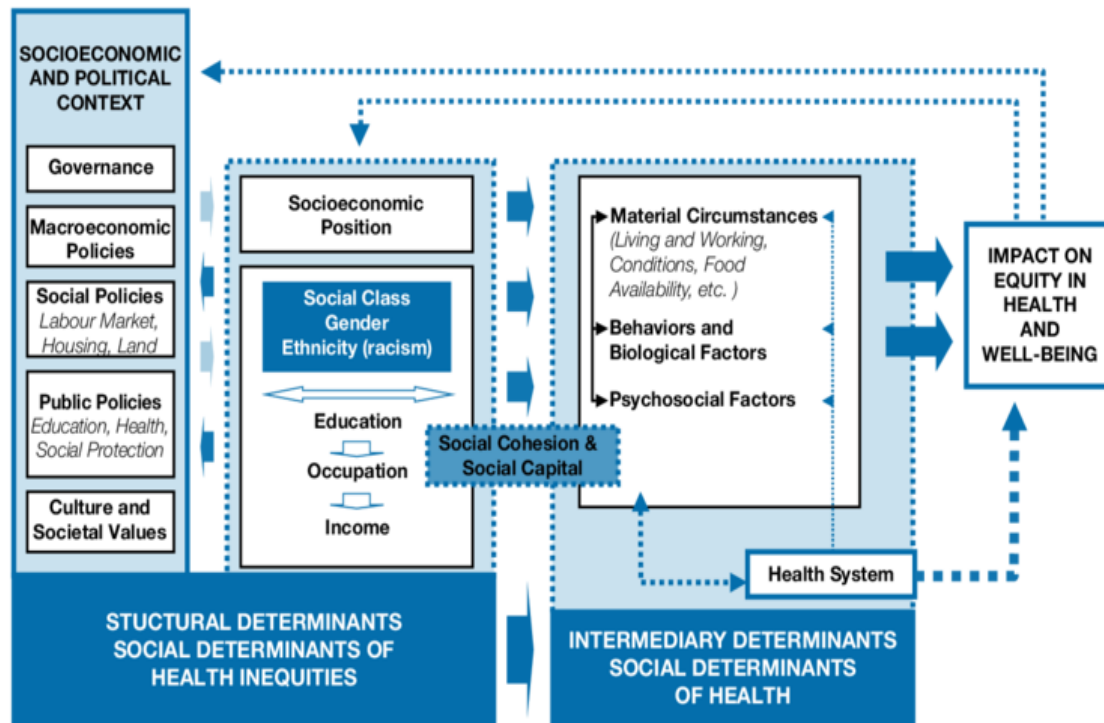 SOCIOECONOMIC
AND POLITICAL
CONTEXT
Governance
Macroeconomic
Policies
Social Policies
Labour Market,
Housing, Land
Public Policies
Education, Health,
Social Protection
Culture and
Societal Values
Socioeconomic
Position
Social Class
Gender
Ethnicity (racism)
Education
Occupation
Income
Social Cohesion &
Social Capital
Material Circumstances
(Living and Working,
Conditions, Food
Availability, etc. )
Behaviors and
Biological Factors
Psychosocial Factors
Health System
IMPACT ON
EQUITY IN
HEALTH
AND
WELL-BEING
STUCTURAL DETERMINANTS
SOCIAL DETERMINANTS OF
HEALTH INEQUITIES
INTERMEDIARY DETERMINANTS
SOCIAL DETERMINANTS
OF HEALTH